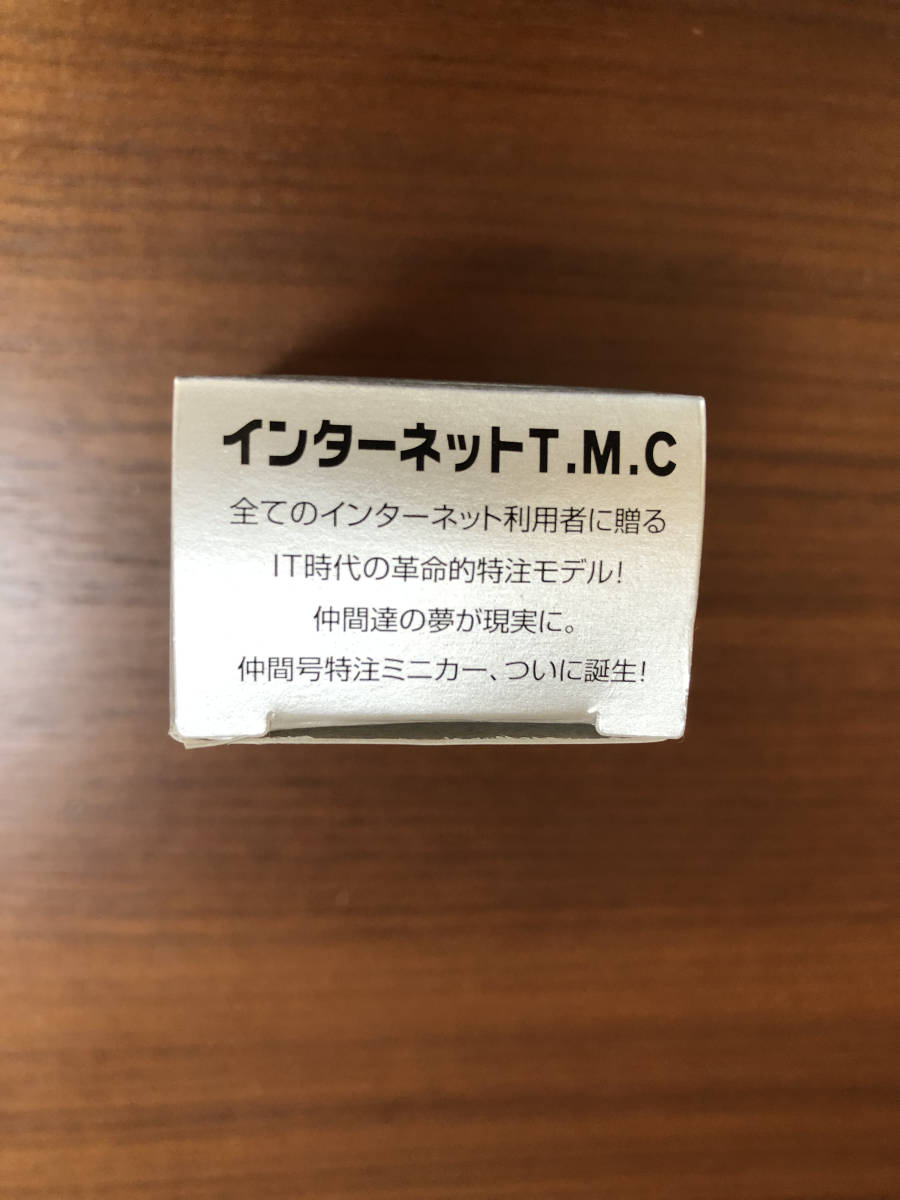 インターネットT.M.C
全てのインターネット利用者に贈る
IT時代の革命的特注モデル!
仲間達の夢が現実に。
仲間号特注ミニカー、ついに誕生!